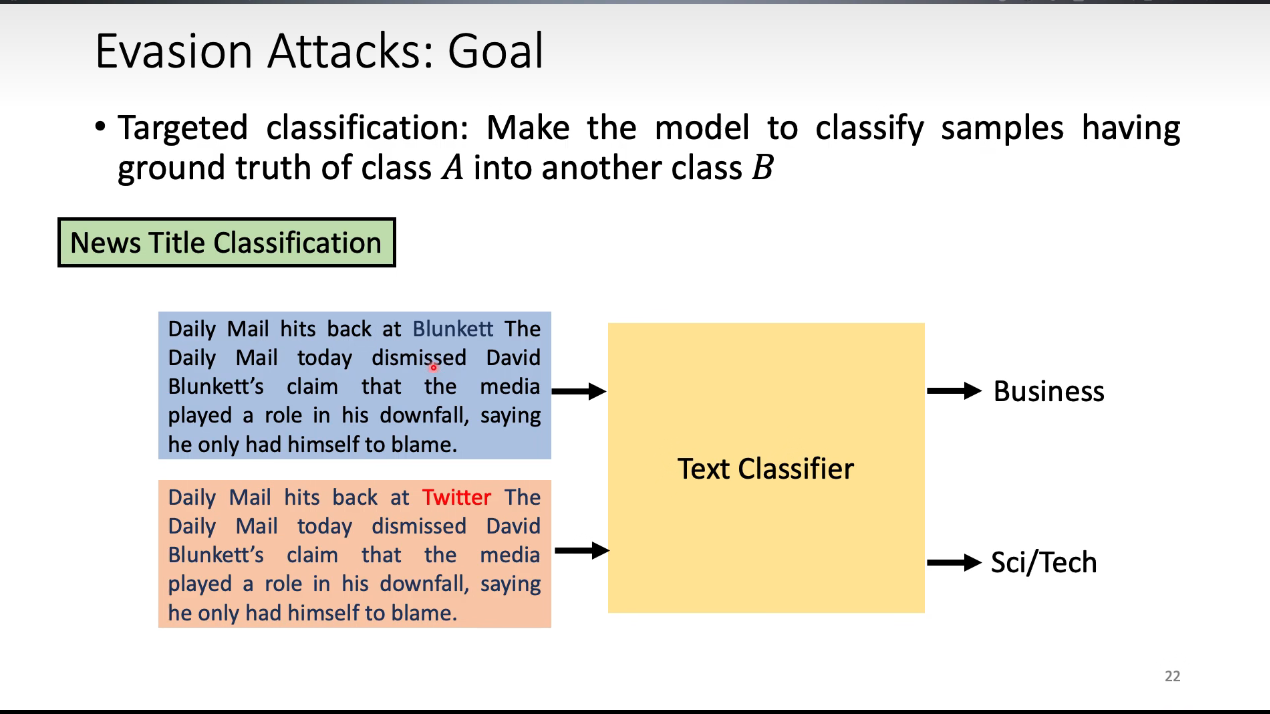 Evasion Attacks: Goal
• Targeted classification: Make the model to classify samples having
ground truth of class A into another class B
News Title Classification
Daily Mail hits back at Blunkett The
Daily Mail today dismissed David
Blunkett’s claim that the media
played a role in his downfall, saying
he only had himself to blame.
Daily Mail hits back at Twitter The
Daily Mail today dismissed David
Blunkett’s claim that the media
played a role in his downfall, saying
he only had himself to blame.
Text Classifier
Business
Sci/Tech
22